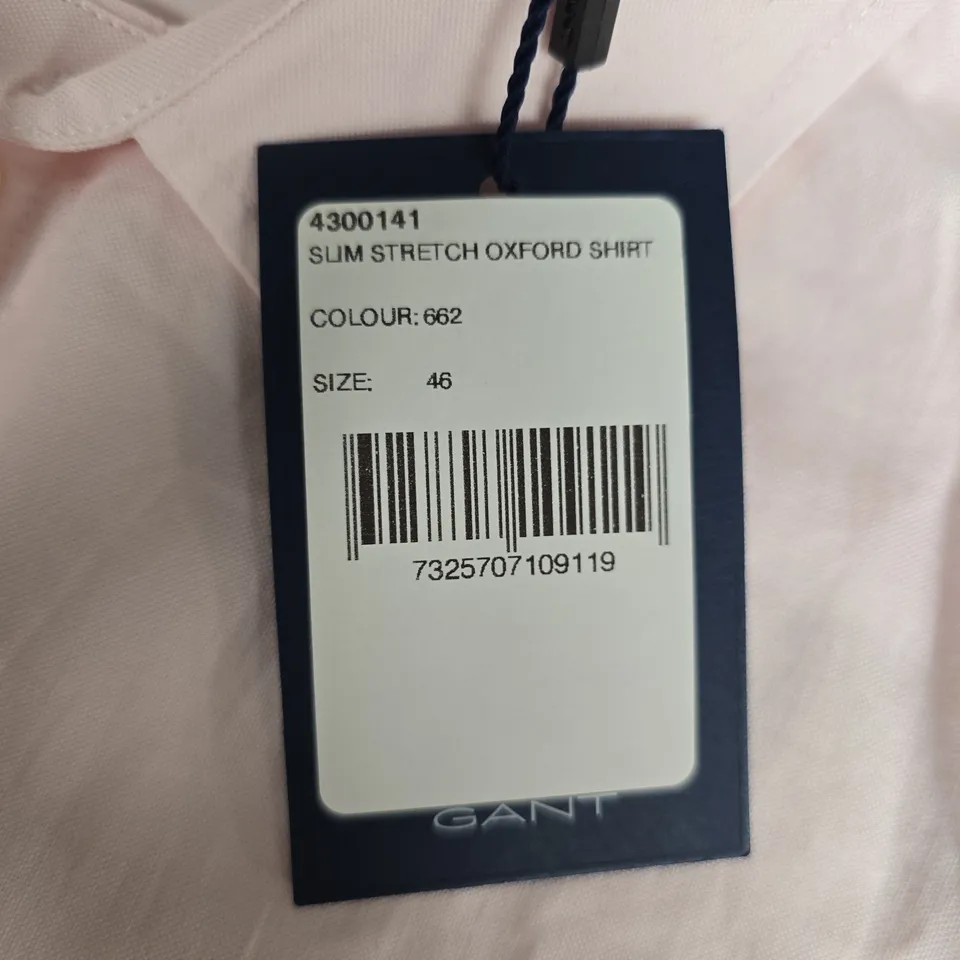 4300141
SLIM STRETCH OXFORD SHIRT
COLOUR: 662
SIZE: 46
7325707109119
GANT